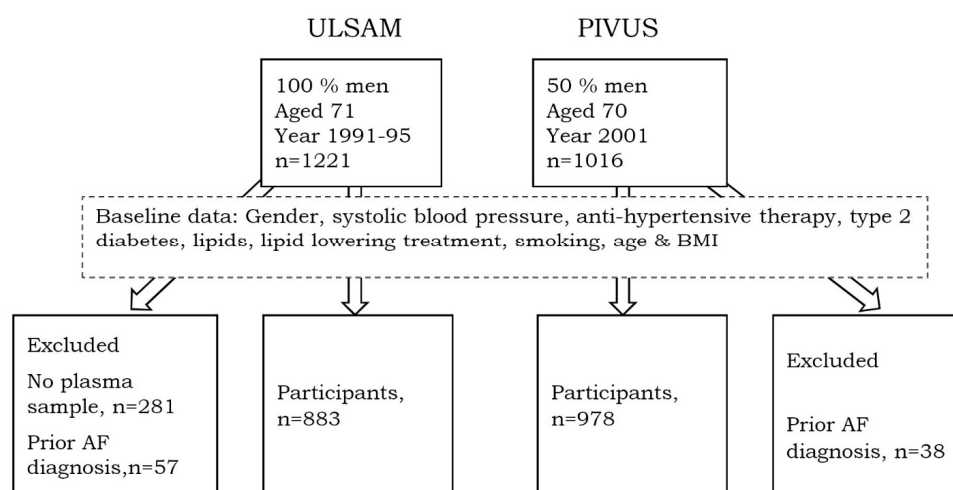 ULSAM
PIVUS
100 % men
Aged 71
Year 1991-95
n=1221
50 % men
Aged 70
Year 2001
n=1016
Baseline data: Gender, systolic blood pressure, anti-hypertensive therapy, type 2
diabetes, lipids, lipid lowering treatment, smoking, age & BMI
Excluded
No plasma
sample, n=281
Prior AF
diagnosis,n=57
Participants,
n=883
Participants,
n=978
Excluded
Prior AF
diagnosis, n=38